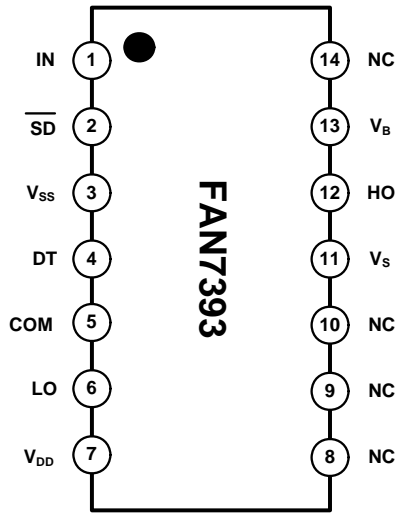 IN 1 14 NC
SD 2 13 VB
VSS 3 12 HO
DT 4 11 VS
COM 5 10 NC
LO 6 9 NC
VDD 7 8 NC
FAN7393